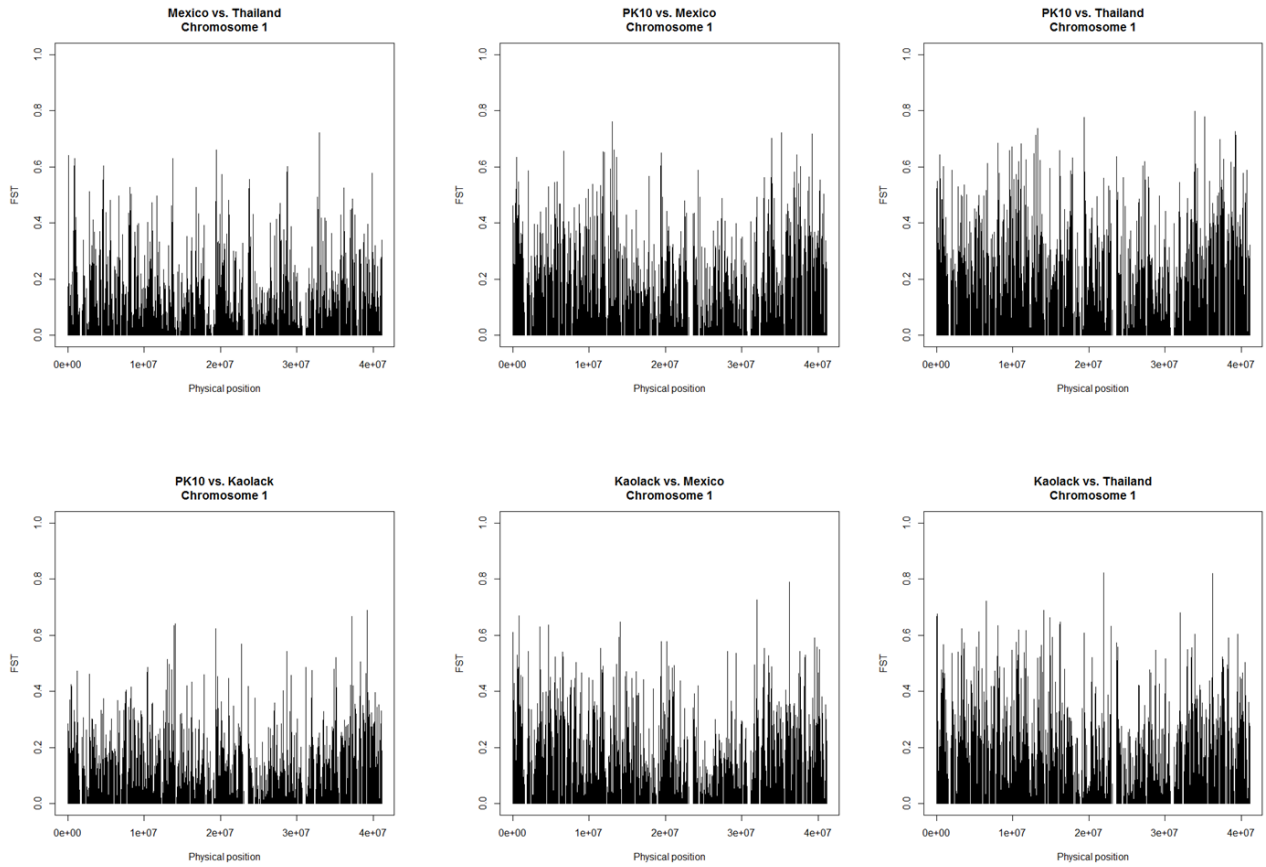 Mexico vs. Thailand
Chromosome 1
1.0
0.8
0.6
0.4
0.2
0.0
FST
0e+00 1e+07 2e+07 3e+07 4e+07
Physical position
PK10 vs. Mexico
Chromosome 1
1.0
0.8
0.6
0.4
0.2
0.0
FST
0e+00 1e+07 2e+07 3e+07 4e+07
Physical position
PK10 vs. Thailand
Chromosome 1
1.0
0.8
0.6
0.4
0.2
0.0
FST
0e+00 1e+07 2e+07 3e+07 4e+07
Physical position
PK10 vs. Kaolack
Chromosome 1
1.0
0.8
0.6
0.4
0.2
0.0
FST
0e+00 1e+07 2e+07 3e+07 4e+07
Physical position
Kaolack vs. Mexico
Chromosome 1
1.0
0.8
0.6
0.4
0.2
0.0
FST
0e+00 1e+07 2e+07 3e+07 4e+07
Physical position
Kaolack vs. Thailand
Chromosome 1
1.0
0.8
0.6
0.4
0.2
0.0
FST
0e+00 1e+07 2e+07 3e+07 4e+07
Physical position